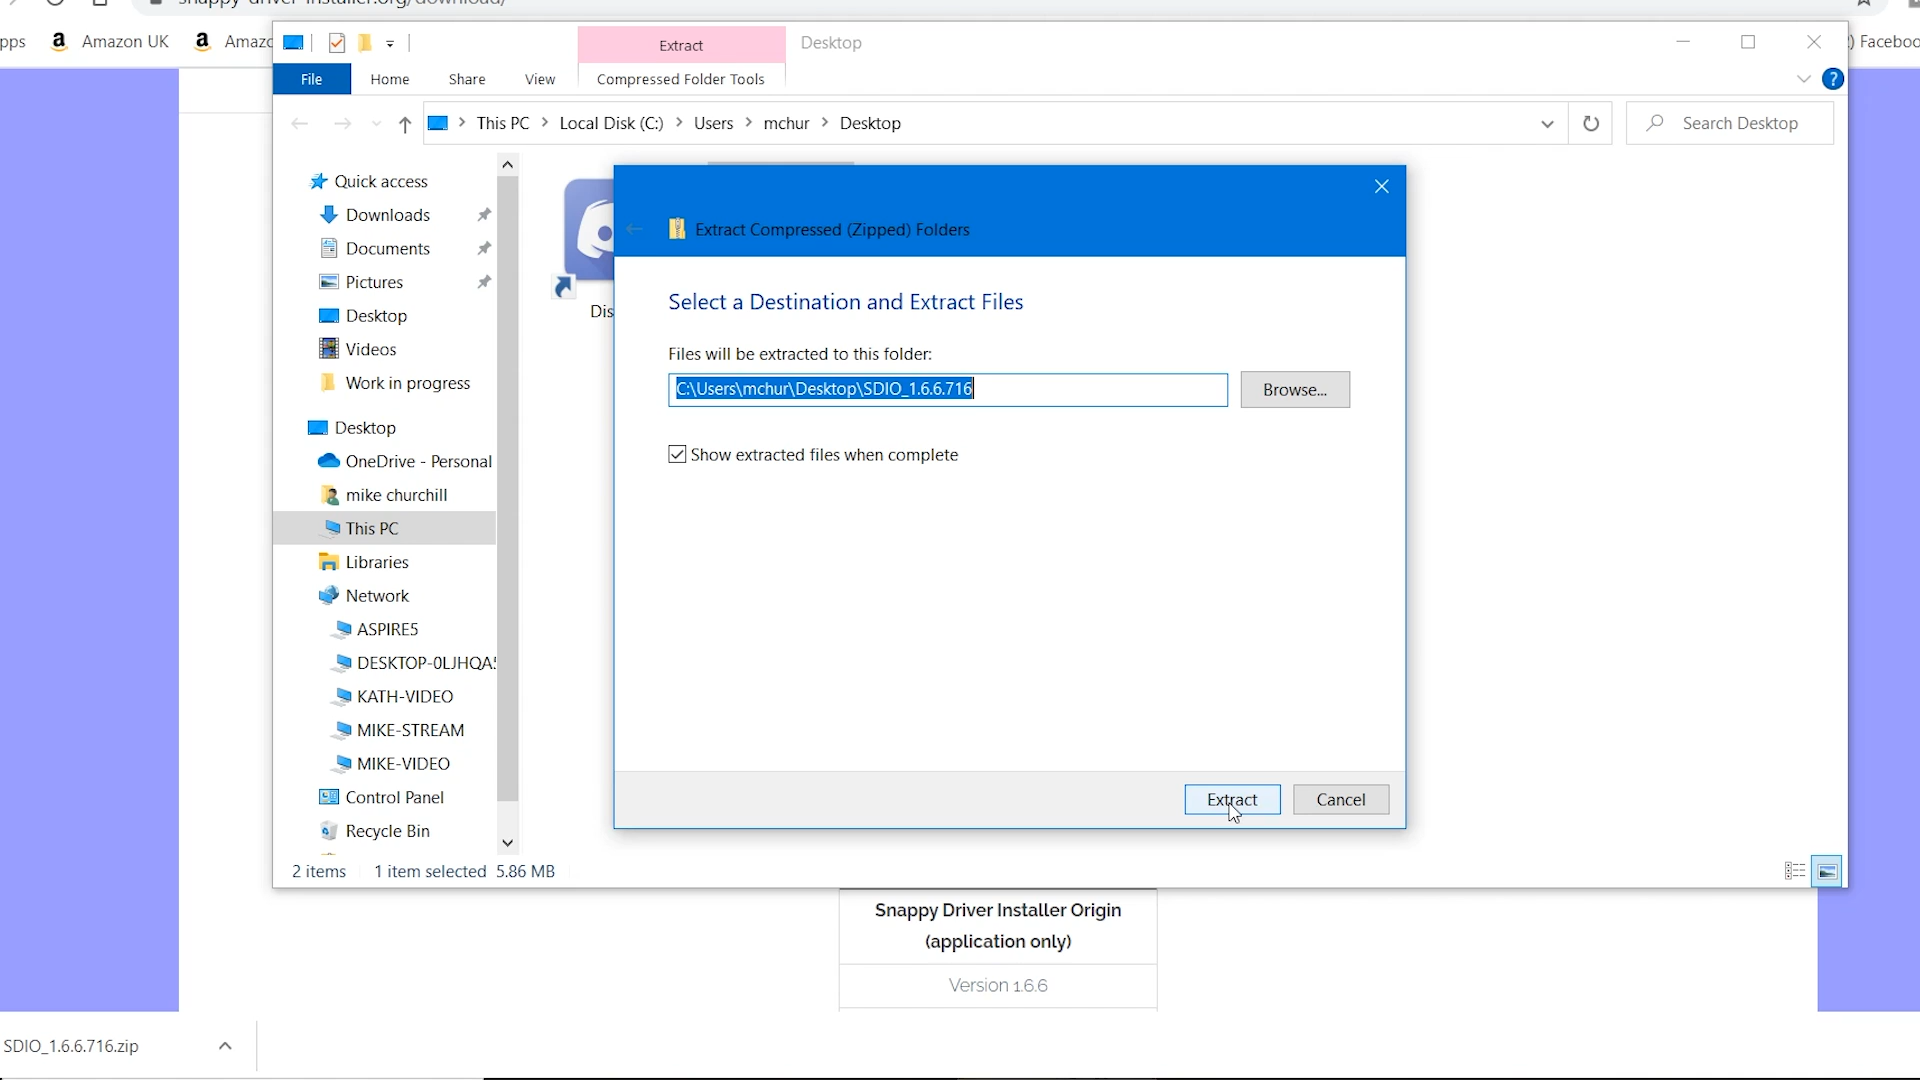 snappy-driver-installer.org/download/
pps Amazon UK Amazo
Faceboo
Extract Desktop
File Home Share View Compressed Folder Tools ?
This PC > Local Disk (C:) > Users > mchur > Desktop
Search Desktop
Quick access
Downloads
Documents
Pictures
Desktop
Videos
Work in progress
Desktop
OneDrive - Personal
mike churchill
This PC
Libraries
Network
ASPIRE5
DESKTOP-0LJHQA5
KATH-VIDEO
MIKE-STREAM
MIKE-VIDEO
Control Panel
Recycle Bin
Dis
Extract Compressed (Zipped) Folders
Select a Destination and Extract Files
Files will be extracted to this folder:
C:\Users\mchur\Desktop\SDIO_1.6.6.716
Browse...
Show extracted files when complete
Extract Cancel
2 items 1 item selected 5.86 MB
Snappy Driver Installer Origin
(application only)
Version 1.6.6
SDIO_1.6.6.716.zip